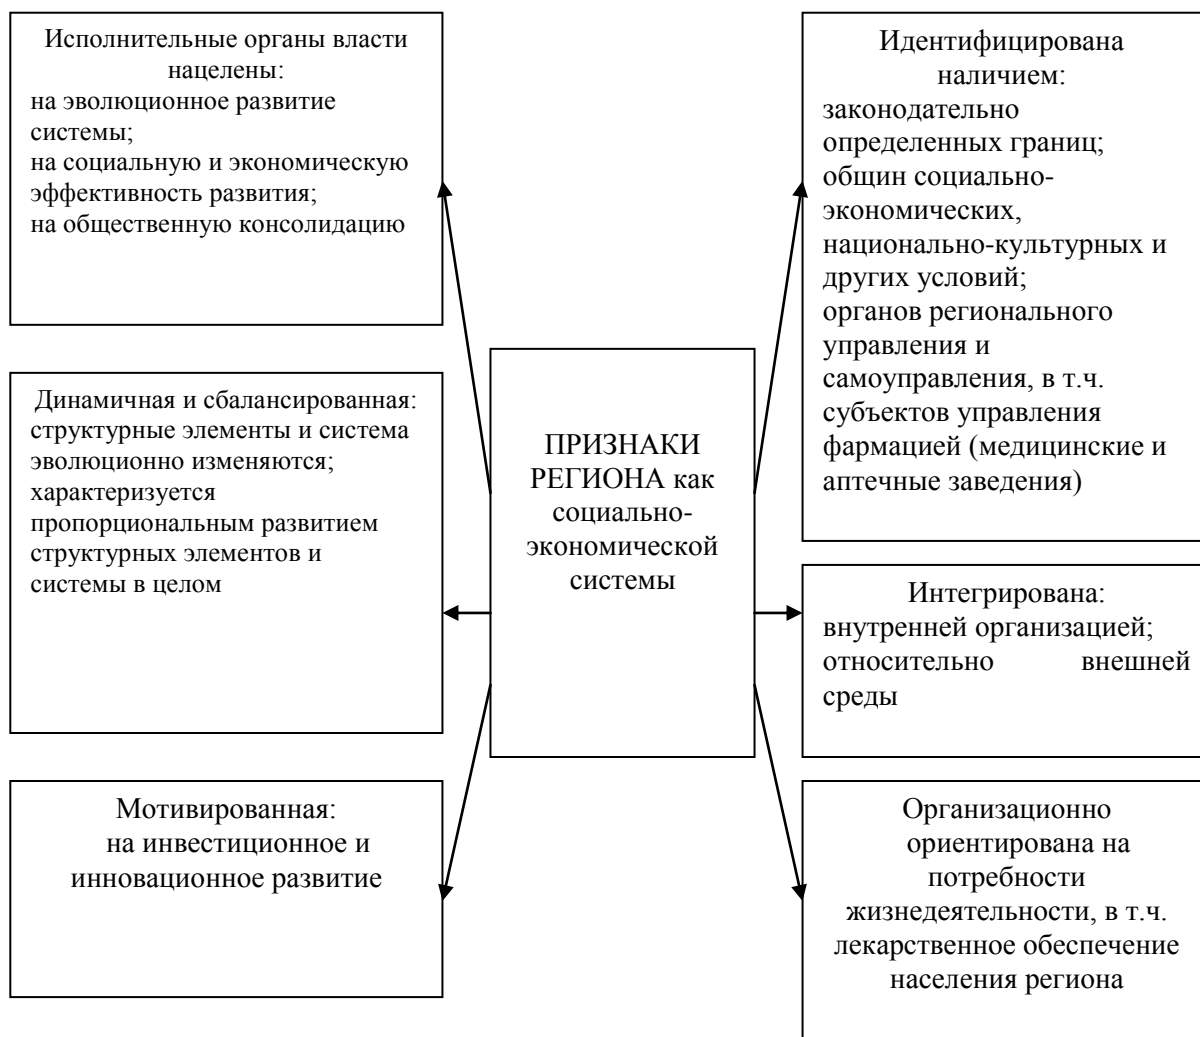 Исполнительные органы власти
нацелены:
на эволюционное развитие
системы;
на социальную и экономическую
эффективность развития;
на общественную консолидацию
Динамичная и сбалансированная:
структурные элементы и система
эволюционно изменяются;
характеризуется
пропорциональным развитием
структурных элементов и
системы в целом
Мотивированная:
на инвестиционное и
инновационное развитие
ПРИЗНАКИ
РЕГИОНА как
социально-
экономической
системы
Идентифицирована
наличием:
законодательно
определенных границ;
общин социально-
экономических,
национально-культурных и
других условий;
органов регионального
управления и
самоуправления, в т.ч.
субъектов управления
фармацией (медицинские и
аптечные заведения)
Интегрирована:
внутренней организацией;
относительно внешней
среды
Организационно
ориентирована на
потребности
жизнедеятельности, в т.ч.
лекарственное обеспечение
населения региона